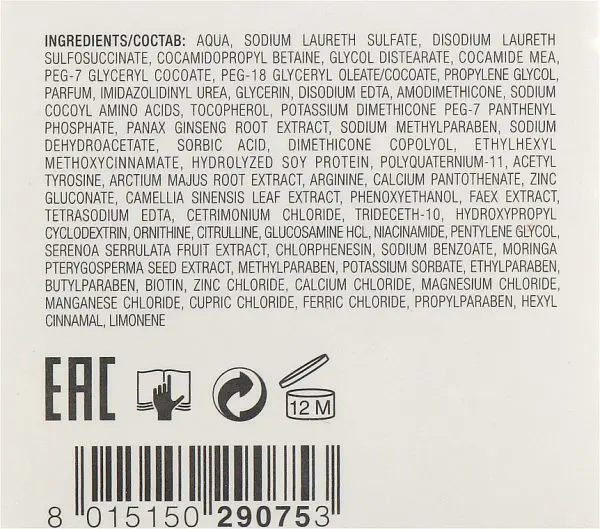 INGREDIENTS/СОСТАВ: AQUA, SODIUM LAURETH SULFATE, DISODIUM LAURETH
SULFOSUCCINATE, COCAMIDOPROPYL BETAINE, GLYCOL DISTEARATE, COCAMIDE MEA,
PEG-7 GLYCERYL COCOATE, PEG-18 GLYCERYL OLEATE/COCOATE, PROPYLENE GLYCOL,
PARFUM, IMIDAZOLIDINYL UREA, GLYCERIN, DISODIUM EDTA, AMODIMETHICONE, SODIUM
COCOYL AMINO ACIDS, TOCOPHEROL, POTASSIUM DIMETHICONE PEG-7 PANTHENYL
PHOSPHATE, PANAX GINSENG ROOT EXTRACT, SODIUM METHYLPARABEN, SODIUM
DEHYDROACETATE, SORBIC ACID, DIMETHICONE COPOLYOL, ETHYLHEXYL
METHOXYCINNAMATE, HYDROLYZED SOY PROTEIN, POLYQUATERNIUM-11, ACETYL
TYROSINE, ARCTIUM MAJUS ROOT EXTRACT, ARGININE, CALCIUM PANTOTHENATE, ZINC
GLUCONATE, CAMELLIA SINENSIS LEAF EXTRACT, PHENOXYETHANOL, FAEX EXTRACT,
TETRASODIUM EDTA, CETRIMONIUM CHLORIDE, TRIDECETH-10, HYDROXYPROPYL
CYCLODEXTRIN, ORNITHINE, CITRULLINE, GLUCOSAMINE HCL, NIACINAMIDE, PENTYLENE GLYCOL,
SERENOA SERRULATA FRUIT EXTRACT, CHLORPHENESIN, SODIUM BENZOATE, MORINGA
PTERYGOSPERMA SEED EXTRACT, METHYLPARABEN, POTASSIUM SORBATE, ETHYLPARABEN,
BUTYLPARABEN, BIOTIN, ZINC CHLORIDE, CALCIUM CHLORIDE, MAGNESIUM CHLORIDE,
MANGANESE CHLORIDE, CUPRIC CHLORIDE, FERRIC CHLORIDE, PROPYLPARABEN, HEXYL
CINNAMAL, LIMONENE
EAC
12 M
8 015150 290753